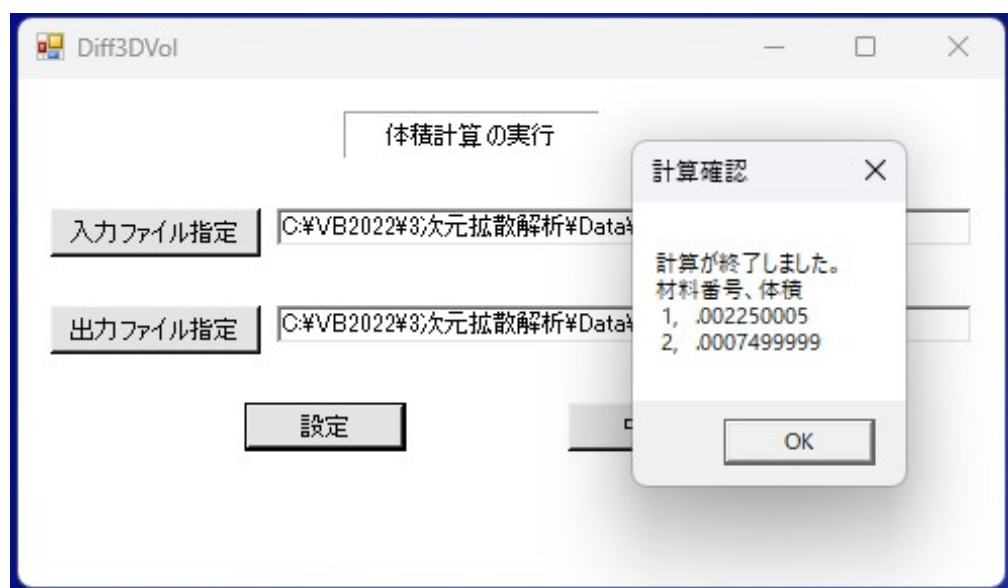 Diff3DVol
体積計算の実行
入力ファイル指定
C:¥VB2022¥3次元拡散解析¥Data¥
出力ファイル指定
C:¥VB2022¥3次元拡散解析¥Data¥
設定
計算確認
計算が終了しました。
材料番号、体積
1, .002250005
2, .0007499999
OK